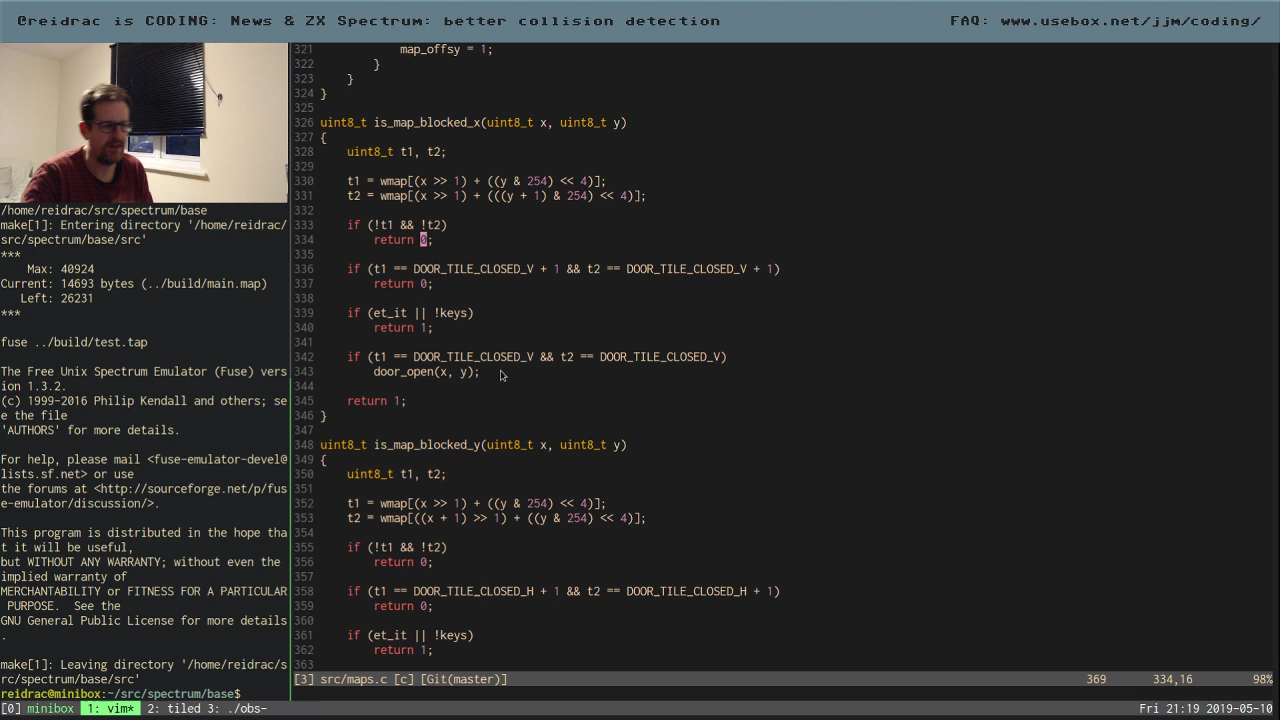 @reidrac is CODING: News & ZX Spectrum: better collision detection
FAQ: www.usebox.net/jjm/coding/
/home/reidrac/src/spectrum/base
make[1]: Entering directory '/home/reidrac/
src/spectrum/base/src'
***
Max: 40924
Current: 14693 bytes (../build/main.map)
Left: 26231
***
fuse ../build/test.tap
The Free Unix Spectrum Emulator (Fuse) vers
ion 1.3.2.
(c) 1999-2016 Philip Kendall and others; se
e the file
'AUTHORS' for more details.
For help, please mail <fuse-emulator-devel@
lists.sf.net> or use
the forums at <http://sourceforge.net/p/fus
e-emulator/discussion/>.
This program is distributed in the hope tha
t it will be useful,
but WITHOUT ANY WARRANTY; without even the
implied warranty of
MERCHANTABILITY or FITNESS FOR A PARTICULAR
PURPOSE.  See the
GNU General Public License for more details
.
make[1]: Leaving directory '/home/reidrac/s
rc/spectrum/base/src'
reidrac@minibox:~/src/spectrum/base$
321 map_offsy = 1;
322 }
323 }
324 }
325
326 uint8_t is_map_blocked_x(uint8_t x, uint8_t y)
327 {
328 uint8_t t1, t2;
329
330 t1 = wmap[(x >> 1) + ((y & 254) << 4)];
331 t2 = wmap[(x >> 1) + (((y + 1) & 254) << 4)];
332
333 if (!t1 && !t2)
334 return 0;
335
336 if (t1 == DOOR_TILE_CLOSED_V + 1 && t2 == DOOR_TILE_CLOSED_V + 1)
337 return 0;
338
339 if (et_it || !keys)
340 return 1;
341
342 if (t1 == DOOR_TILE_CLOSED_V && t2 == DOOR_TILE_CLOSED_V)
343 door_open(x, y);
344
345 return 1;
346 }
347
348 uint8_t is_map_blocked_y(uint8_t x, uint8_t y)
349 {
350 uint8_t t1, t2;
351
352 t1 = wmap[(x >> 1) + ((y & 254) << 4)];
353 t2 = wmap[((x + 1) >> 1) + ((y & 254) << 4)];
354
355 if (!t1 && !t2)
356 return 0;
357
358 if (t1 == DOOR_TILE_CLOSED_H + 1 && t2 == DOOR_TILE_CLOSED_H + 1)
359 return 0;
360
361 if (et_it || !keys)
362 return 1;
363
[3] src/maps.c [c] [Git(master)] 369 334,16 98%
[0] minibox 1: vim* 2: tiled 3: ./obs- Fri 21:19 2019-05-10